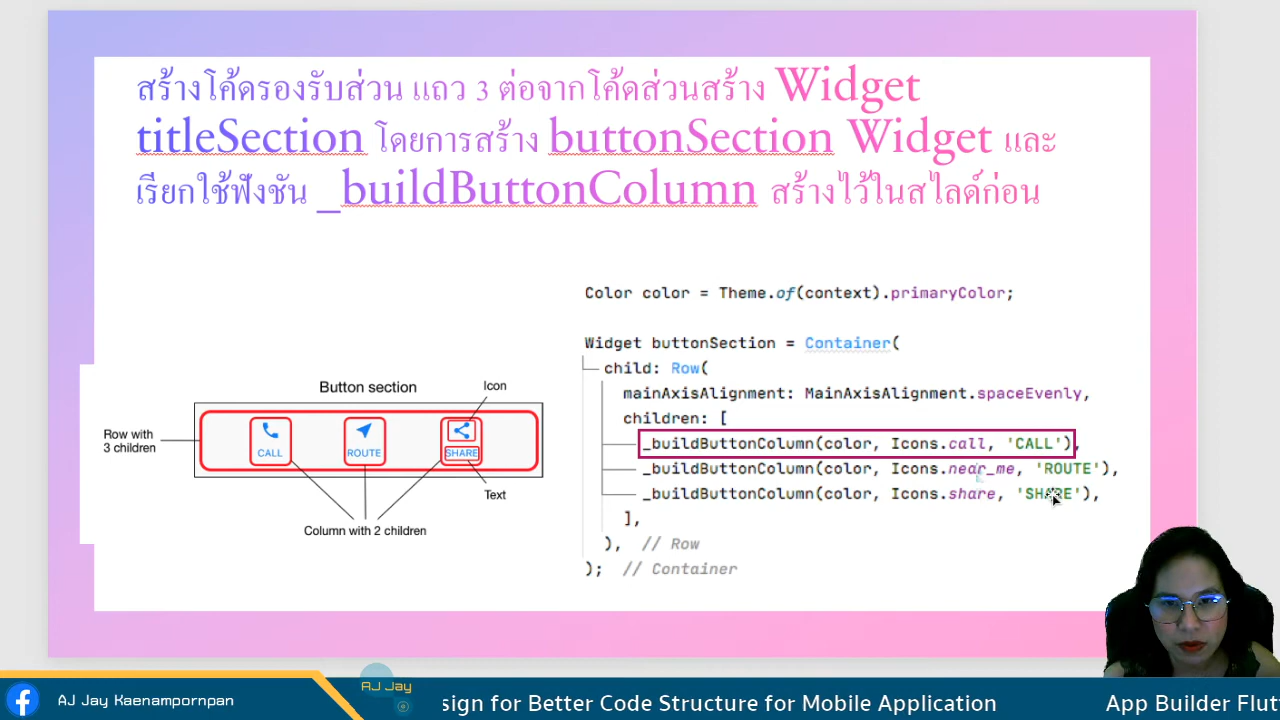 สร้างโค้ดรองรับส่วน แถว 3 ต่อจากโค้ดส่วนสร้าง Widget
titleSection โดยการสร้าง buttonSection Widget และ
เรียกใช้ฟังชัน _buildButtonColumn สร้างไว้ในสไลด์ก่อน
Color color = Theme.of(context).primaryColor;
Widget buttonSection = Container(
child: Row(
mainAxisAlignment: MainAxisAlignment.spaceEvenly,
children: [
_buildButtonColumn(color, Icons.call, 'CALL'),
_buildButtonColumn(color, Icons.near_me, 'ROUTE'),
_buildButtonColumn(color, Icons.share, 'SHARE'),
],
), // Row
); // Container
Button section
Icon
Row with
3 children
CALL
ROUTE
SHARE
Text
Column with 2 children
AJ Jay Kaenampornpan
AJ Jay
sign for Better Code Structure for Mobile Application
App Builder Flut